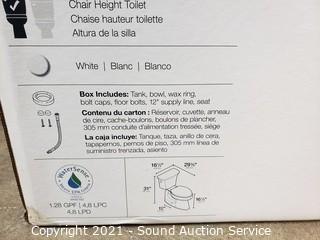 Chair Height Toilet
Chaise hauteur toilette
Altura de la silla
White | Blanc | Blanco
Box Includes: Tank, bowl, wax ring,
bolt caps, floor bolts, 12" supply line, seat
Contenu du carton : Réservoir, cuvette, anneau
de cire, cache-boulons, boulons de plancher,
305 mm conduite d'alimentation tressée, siège
La caja incluye: Tanque, taza, anillo de cera,
tapapernos, pernos de piso, 305 mm línea de
suministro trenzada, asiento
WaterSense
1.28 GPF | 4,8 LPC
4,8 LPD
31"
12"
Copyright 2021 - Sound Auction Service